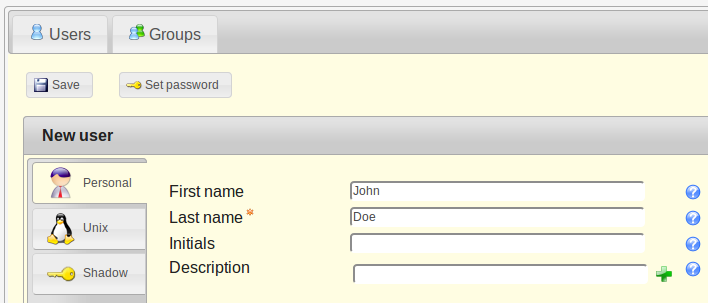 Users Groups
Save Set password
New user
Personal
First name John
Last name * Doe
Unix
Initials
Description
Shadow